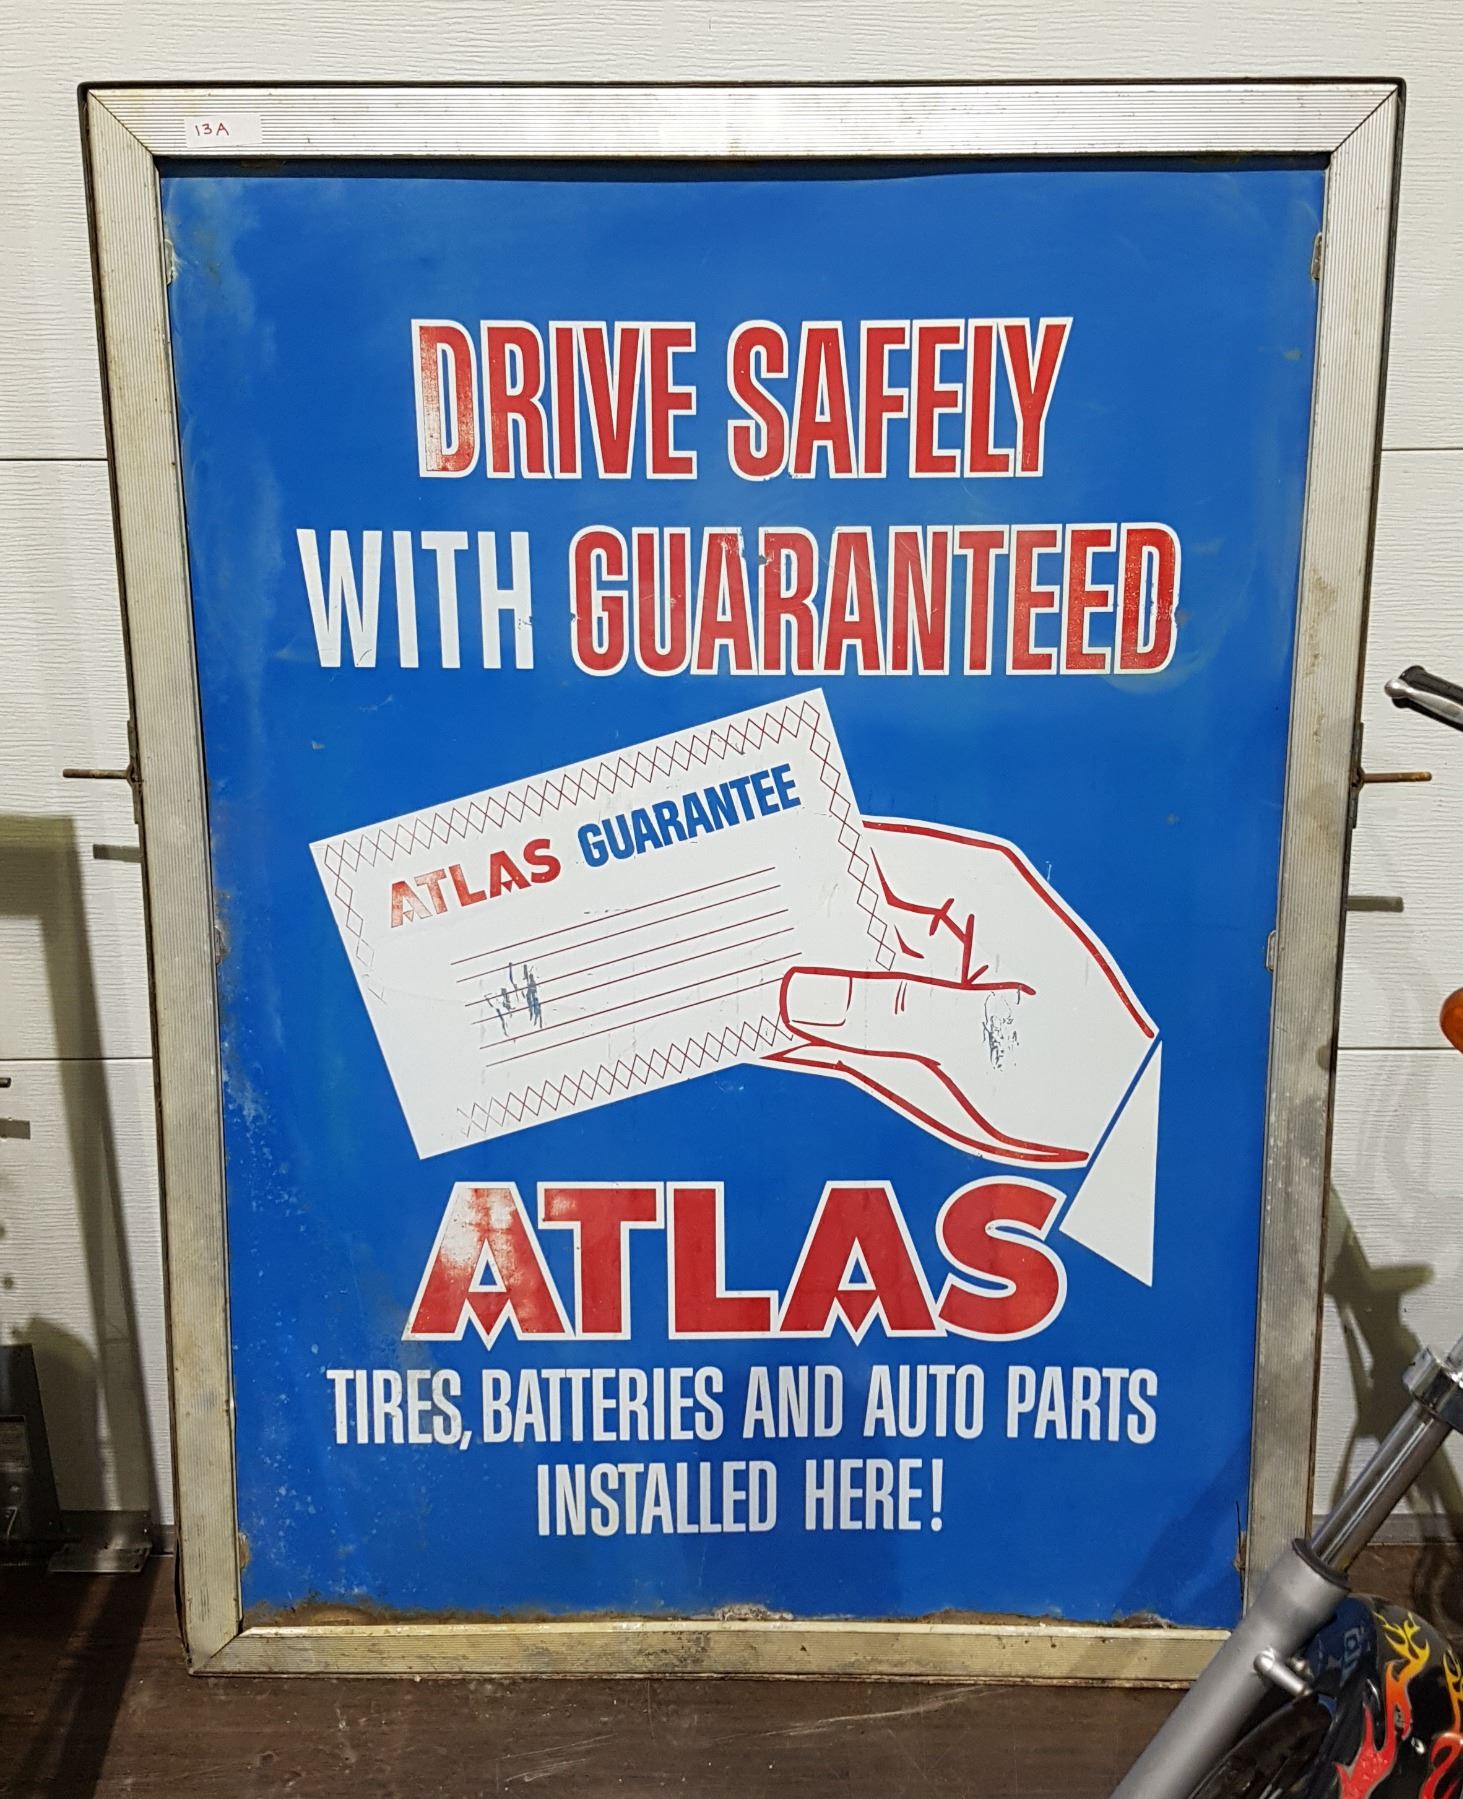 13A
DRIVE SAFELY
WITH GUARANTEED
ATLAS GUARANTEE
ATLAS
TIRES, BATTERIES AND AUTO PARTS
INSTALLED HERE!